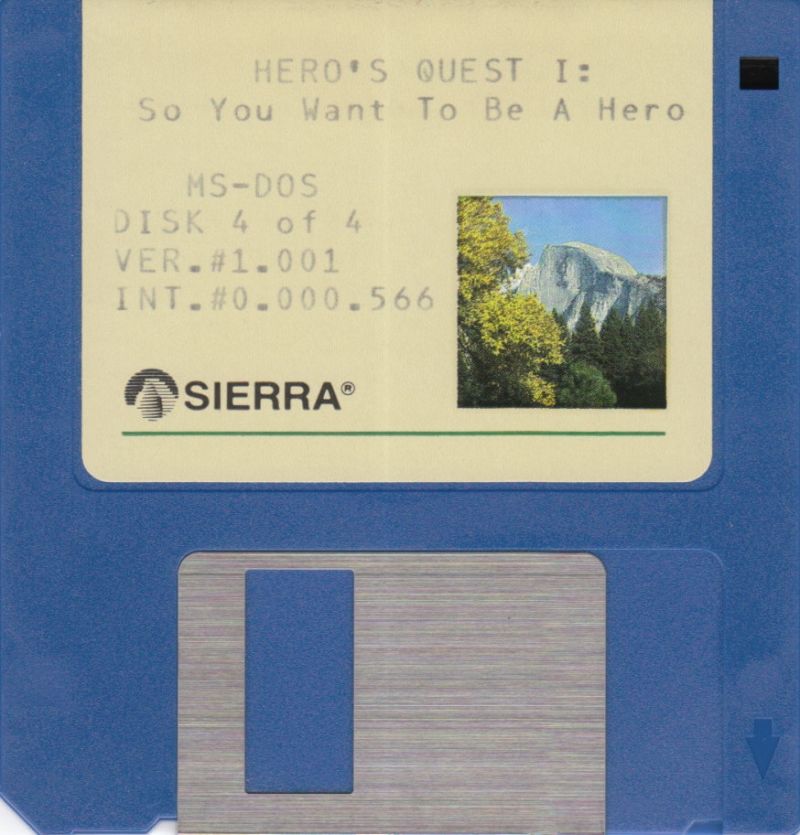 HERO'S QUEST I:
So You Want To Be A Hero
MS-DOS
DISK 4 of 4
VER.#1.001
INT.#0.000.566
SIERRA®